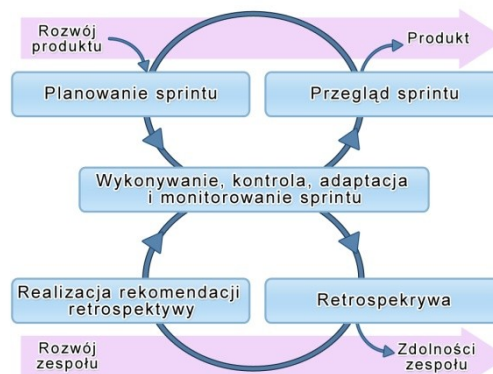 Rozwój
produktu
Produkt
Planowanie sprintu
Przegląd sprintu
Wykonywanie, kontrola, adaptacja
i monitorowanie sprintu
Realizacja rekomendacji
retrospektywy
Retrospekrywa
Rozwój
zespołu
Zdolności
zespołu